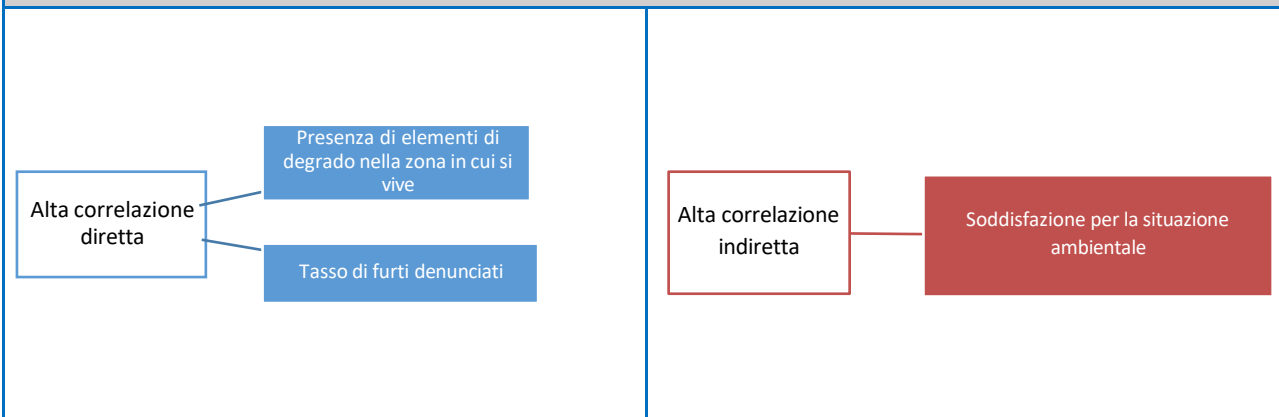 Alta correlazione
diretta
Presenza di elementi di
degrado nella zona in cui si
vive
Tasso di furti denunciati
Alta correlazione
indiretta
Soddisfazione per la situazione
ambientale